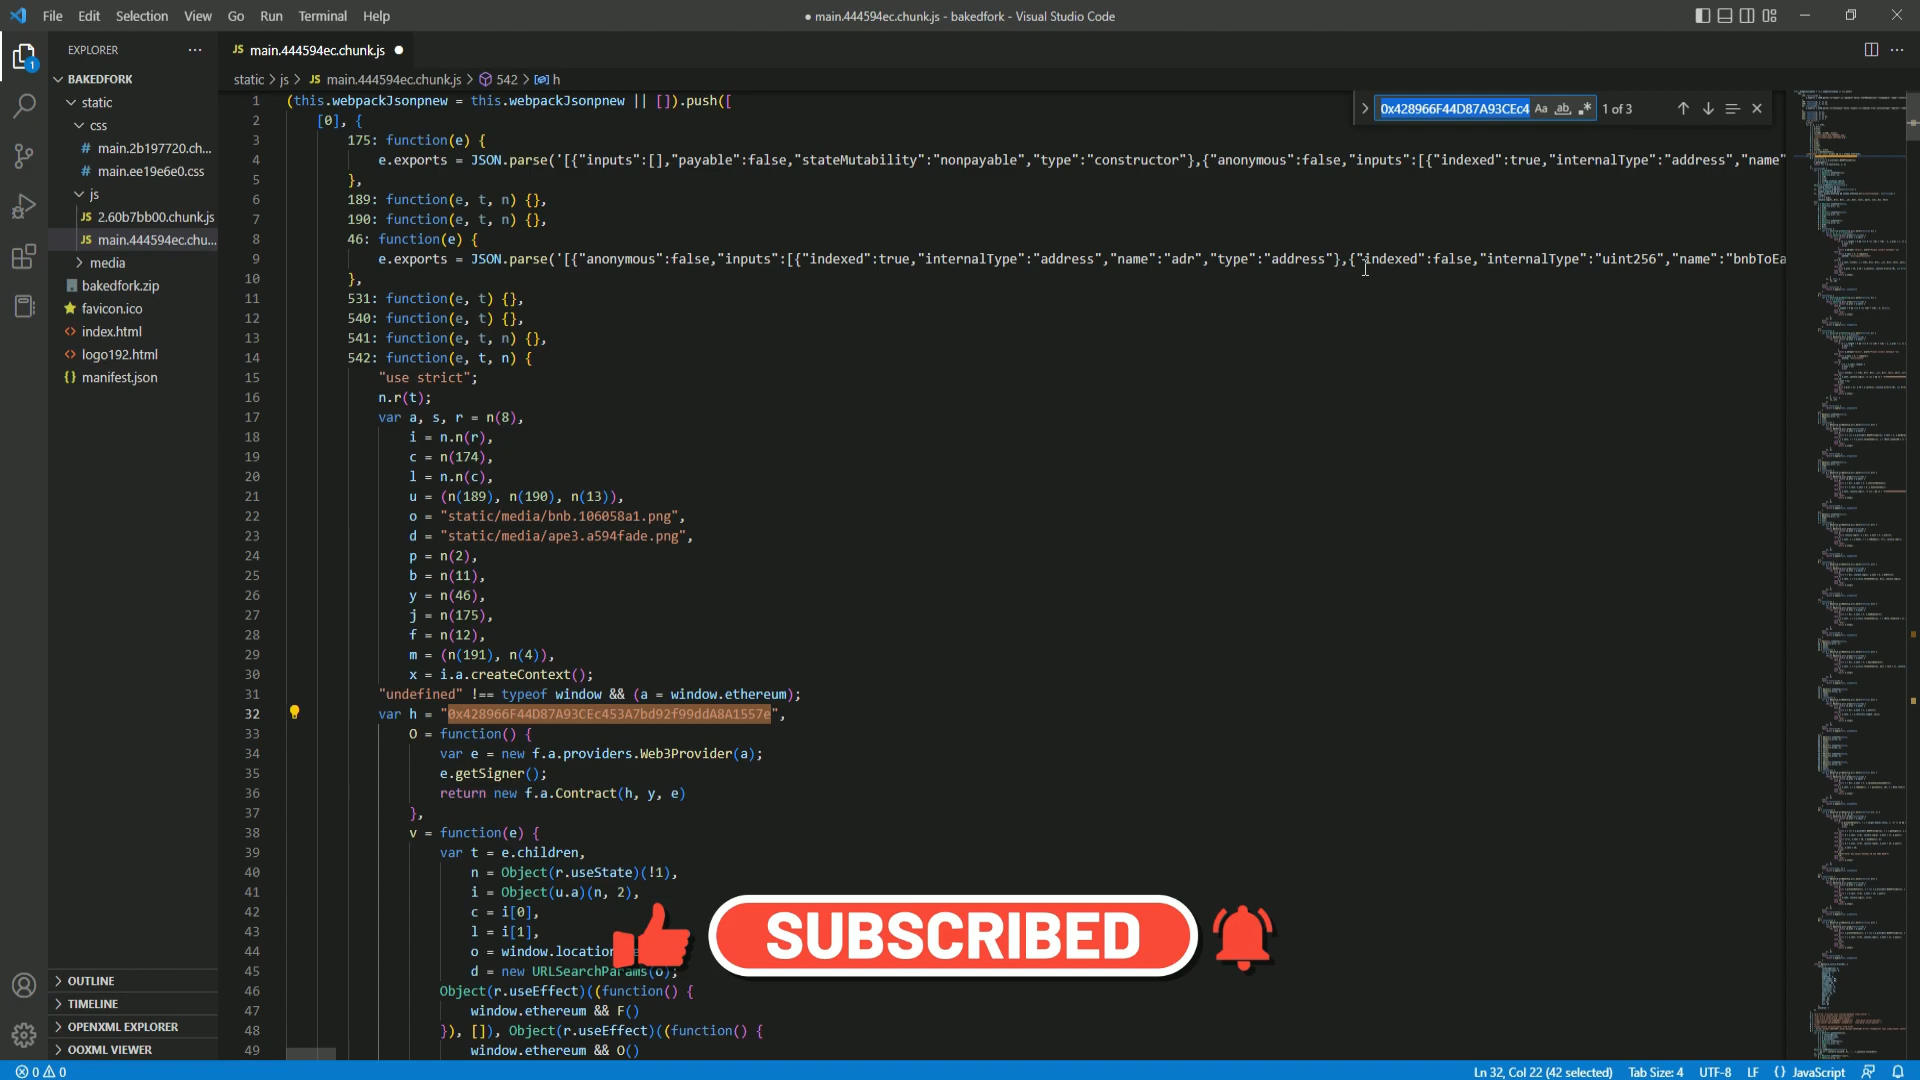 File Edit Selection View Go Run Terminal Help
● main.444594ec.chunk.js - bakedfork - Visual Studio Code
EXPLORER
JS main.444594ec.chunk.js
BAKEDFORK
static > js > JS main.444594ec.chunk.js > 542 > h
static
css
# main.2b197720.ch...
# main.ee19e6e0.css
js
JS 2.60b7bb00.chunk.js
JS main.444594ec.chu...
media
bakedfork.zip
favicon.ico
index.html
logo192.html
{} manifest.json
OUTLINE
TIMELINE
OPENXML EXPLORER
OOXML VIEWER
0x428966F44D87A93CEc4 Aa ab 1 of 3
1 (this.webpackJsonpnew = this.webpackJsonpnew || []).push([
2 [0], {
3 175: function(e) {
4 e.exports = JSON.parse('[{"inputs":[],"payable":false,"stateMutability":"nonpayable","type":"constructor"},{"anonymous":false,"inputs":[{"indexed":true,"internalType":"address","name"
5 },
6 189: function(e, t, n) {},
7 190: function(e, t, n) {},
8 46: function(e) {
9 e.exports = JSON.parse('[{"anonymous":false,"inputs":[{"indexed":true,"internalType":"address","name":"adr","type":"address"},{"indexed":false,"internalType":"uint256","name":"bnbToEa
10 },
11 531: function(e, t) {},
12 540: function(e, t) {},
13 541: function(e, t, n) {},
14 542: function(e, t, n) {
15 "use strict";
16 n.r(t);
17 var a, s, r = n(8),
18 i = n.n(r),
19 c = n(174),
20 l = n.n(c),
21 u = (n(189), n(190), n(13)),
22 o = "static/media/bnb.106058a1.png",
23 d = "static/media/ape3.a594fade.png",
24 p = n(2),
25 b = n(11),
26 y = n(46),
27 j = n(175),
28 f = n(12),
29 m = (n(191), n(4)),
30 x = i.a.createContext();
31 "undefined" !== typeof window && (a = window.ethereum);
32 var h = "0x428966F44D87A93CEc453A7bd92f99ddA8A1557e",
33 O = function() {
34 var e = new f.a.providers.Web3Provider(a);
35 e.getSigner();
36 return new f.a.Contract(h, y, e)
37 },
38 v = function(e) {
39 var t = e.children,
40 n = Object(r.useState)(!1),
41 i = Object(u.a)(n, 2),
42 c = i[0],
43 l = i[1],
44 o = window.location
45 d = new URLSearchParams(o);
46 Object(r.useEffect)((function() {
47 window.ethereum && F()
48 }), []), Object(r.useEffect)((function() {
49 window.ethereum && O()
SUBSCRIBED
0 0
Ln 32, Col 22 (42 selected) Tab Size: 4 UTF-8 LF {} JavaScript